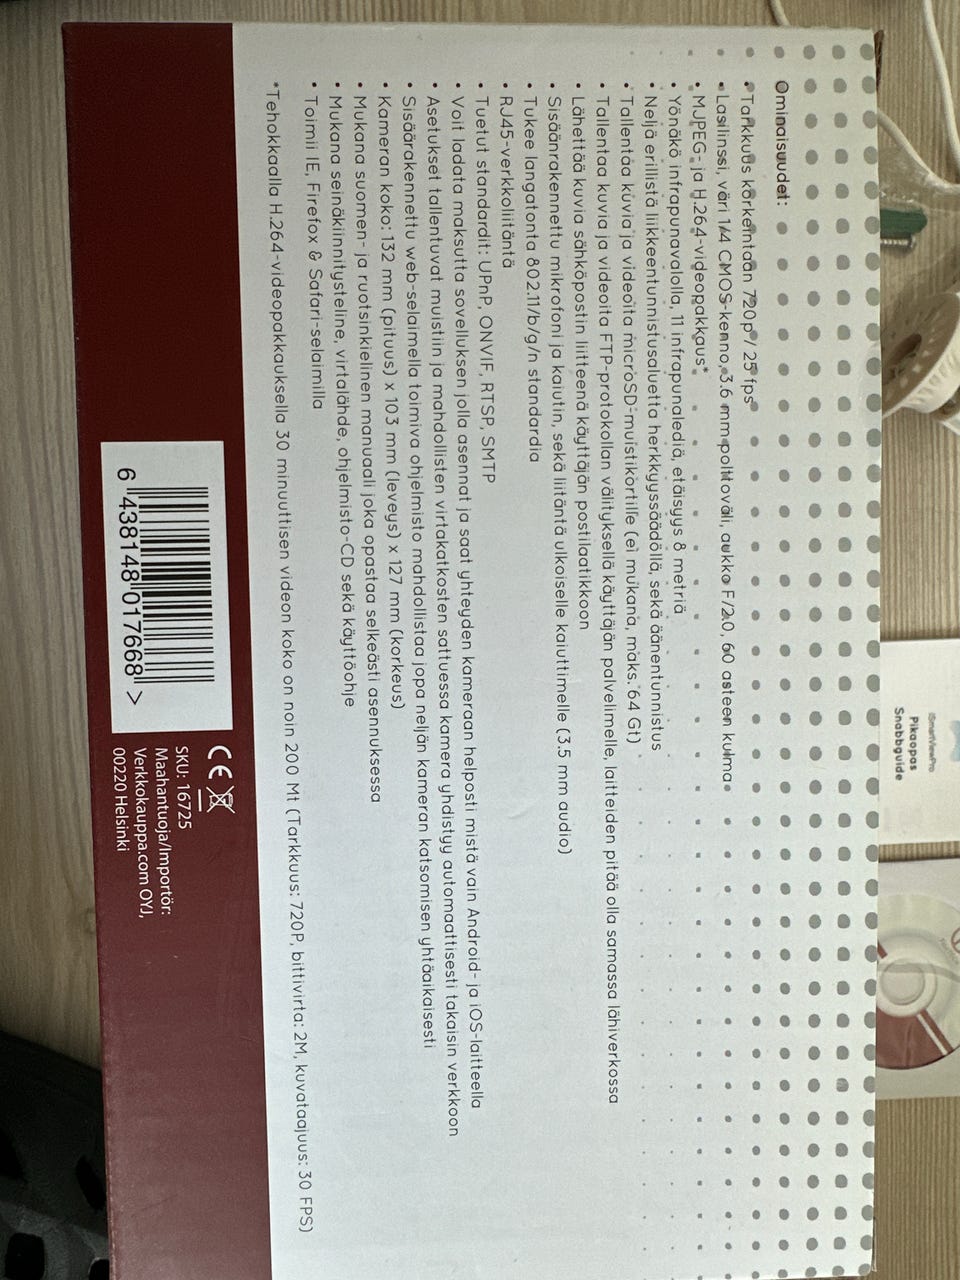 Ominaisuudet:
• Tarkkuus korkeintaan 720p / 25 fps
• Lasilinssi, väri 1/4 CMOS-kenno, 3.6 mm polttoväli, aukko F/2.0, 60 asteen kulma
• MJPEG- ja H.264-videopakkaus*
• Yönäkö infrapunavalolla, 11 infrapunalediä, etäisyys 8 metriä
• Neljä erillistä liikkeentunnistusaluetta herkkyyssäädöllä, sekä äänentunnistus
• Tallentaa kuvia ja videoita microSD-muistikortille (ei mukana, maks. 64 Gt)
• Tallentaa kuvia ja videoita FTP-protokollan välityksellä käyttäjän palvelimelle, laitteiden pitää olla samassa lähiverkossa
• Lähettää kuvia sähköpostin liitteenä käyttäjän postilaatikkoon
• Sisäänrakennettu mikrofoni ja kaiutin, sekä liitäntä ulkoiselle kaiuttimelle (3.5 mm audio)
• Tukee langatonta 802.11/b/g/n standardia
• RJ45-verkkoliitäntä
• Tuetut standardit: UPnP, ONVIF, RTSP, SMTP
• Voit ladata maksutta sovelluksen jolla asennat ja saat yhteyden kameraan helposti mistä vain Android- ja iOS-laitteella
• Asetukset tallentuvat muistiin ja mahdollisten virtakatkosten sattuessa kamera yhdistyy automaattisesti takaisin verkkoon
• Sisäärakennettu web-selaimella toimiva ohjelmisto mahdollistaa jopa neljän kameran katsomisen yhtäaikaisesti
• Kameran koko: 132 mm (pituus) x 103 mm (leveys) x 127 mm (korkeus)
• Mukana suomen- ja ruotsinkielinen manuaali joka opastaa selkeästi asennuksessa
• Mukana seinäkiinnitysteline, virtalähde, ohjelmisto-CD sekä käyttöohje
• Toimii IE, Firefox & Safari-selaimilla
*Tehokkaalla H.264-videopakkauksella 30 minuuttisen videon koko on noin 200 Mt (Tarkkuus: 720P, bittivirta: 2M, kuvataajuus: 30 FPS)
6 438148 017668 >
CE
SKU: 16725
Maahantuoja/Importör:
Verkkokauppa.com OYJ,
00220 Helsinki
iSmartViewPro
Pikaopas
Snabbguide